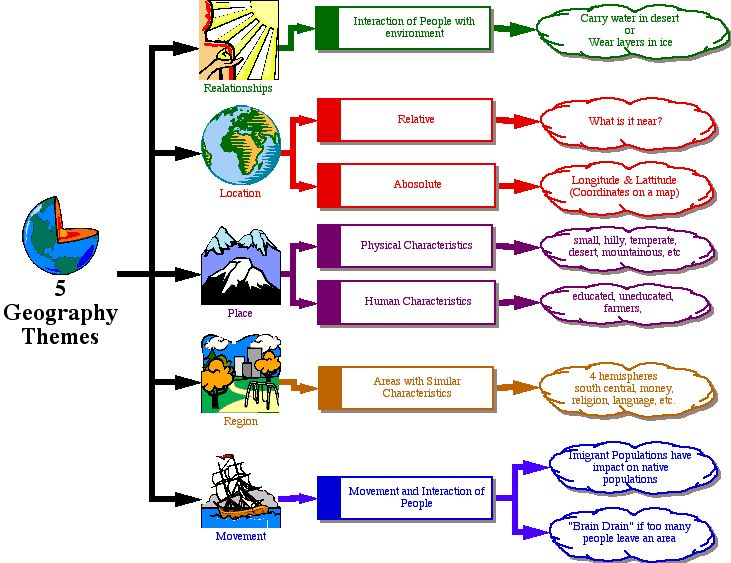 5
Geography
Themes
Realationships
Interaction of People with
environment
Carry water in desert
or
Wear layers in ice
Location
Relative
What is it near?
Abosolute
Longitude & Lattitude
(Coordinates on a map)
Place
Physical Characteristics
small, hilly, temperate,
desert, mountainous, etc
Human Characteristics
educated, uneducated,
farmers,
Region
Areas with Similar
Characteristics
4 hemispheres
south central, money,
religion, language, etc.
Movement
Movement and Interaction of
People
Imigrant Populations have
impact on native
populations
"Brain Drain" if too many
people leave an area